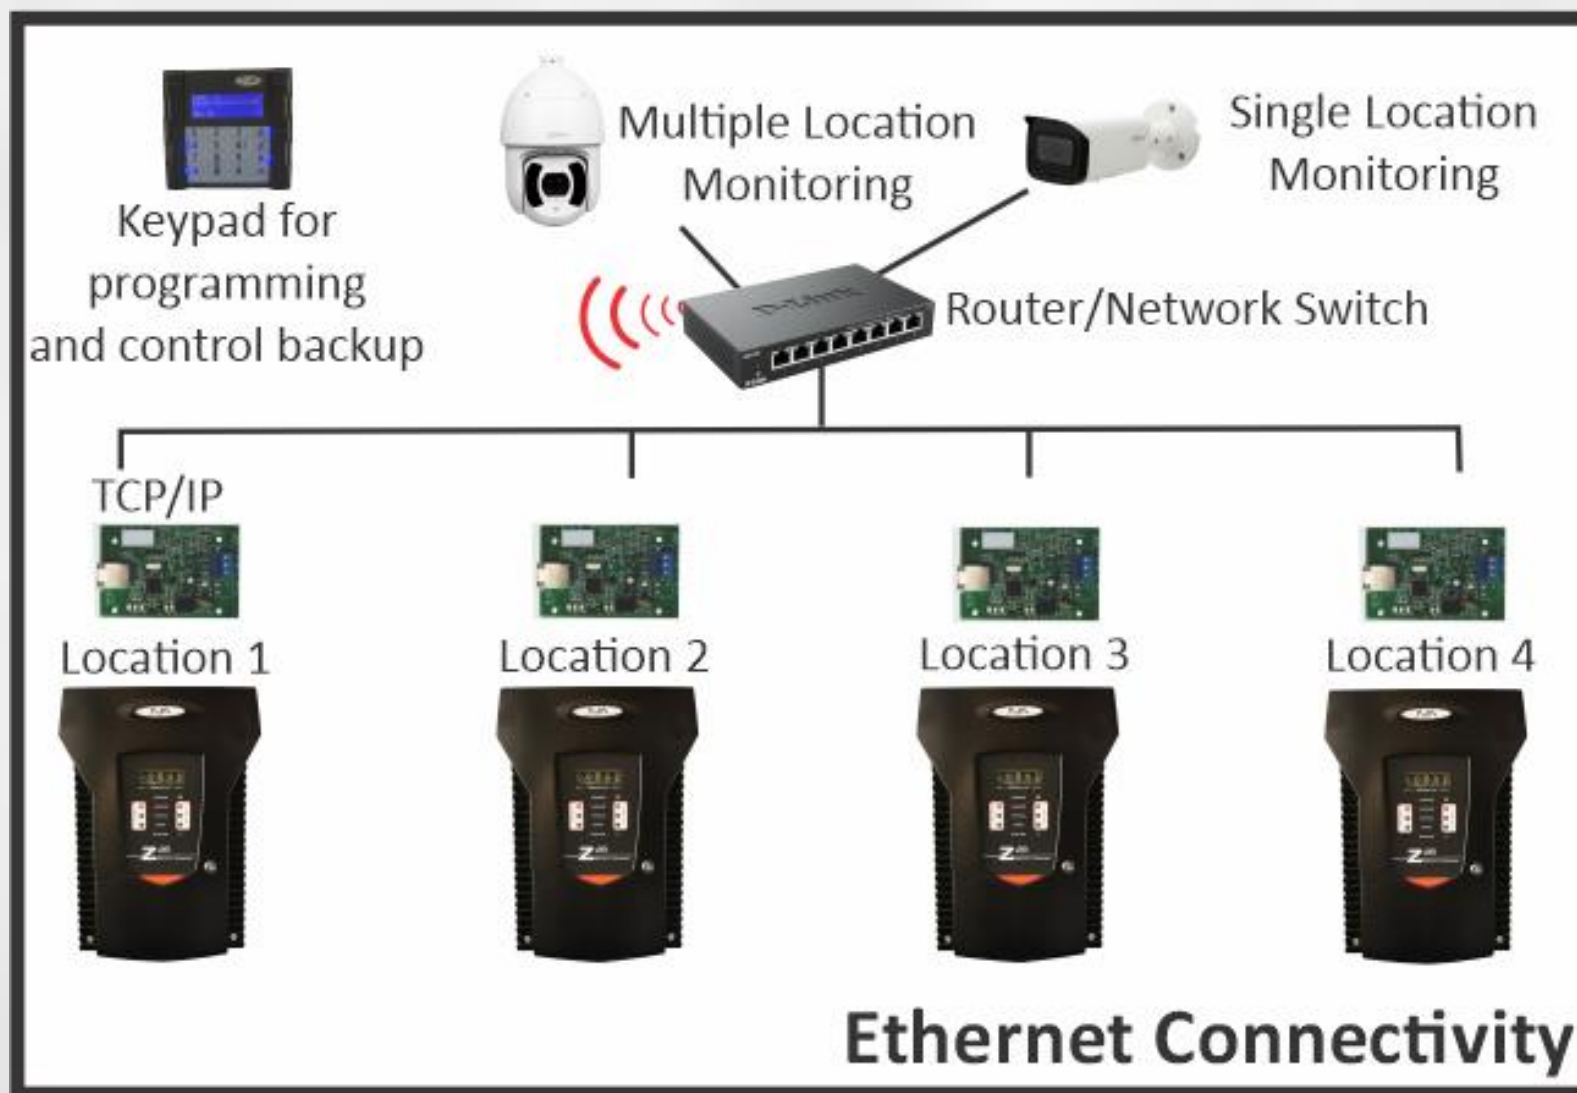 Keypad for
programming
and control backup
Multiple Location
Monitoring
Single Location
Monitoring
D-Link
Router/Network Switch
TCP/IP
Location 1
Location 2
Location 3
Location 4
Ethernet Connectivity